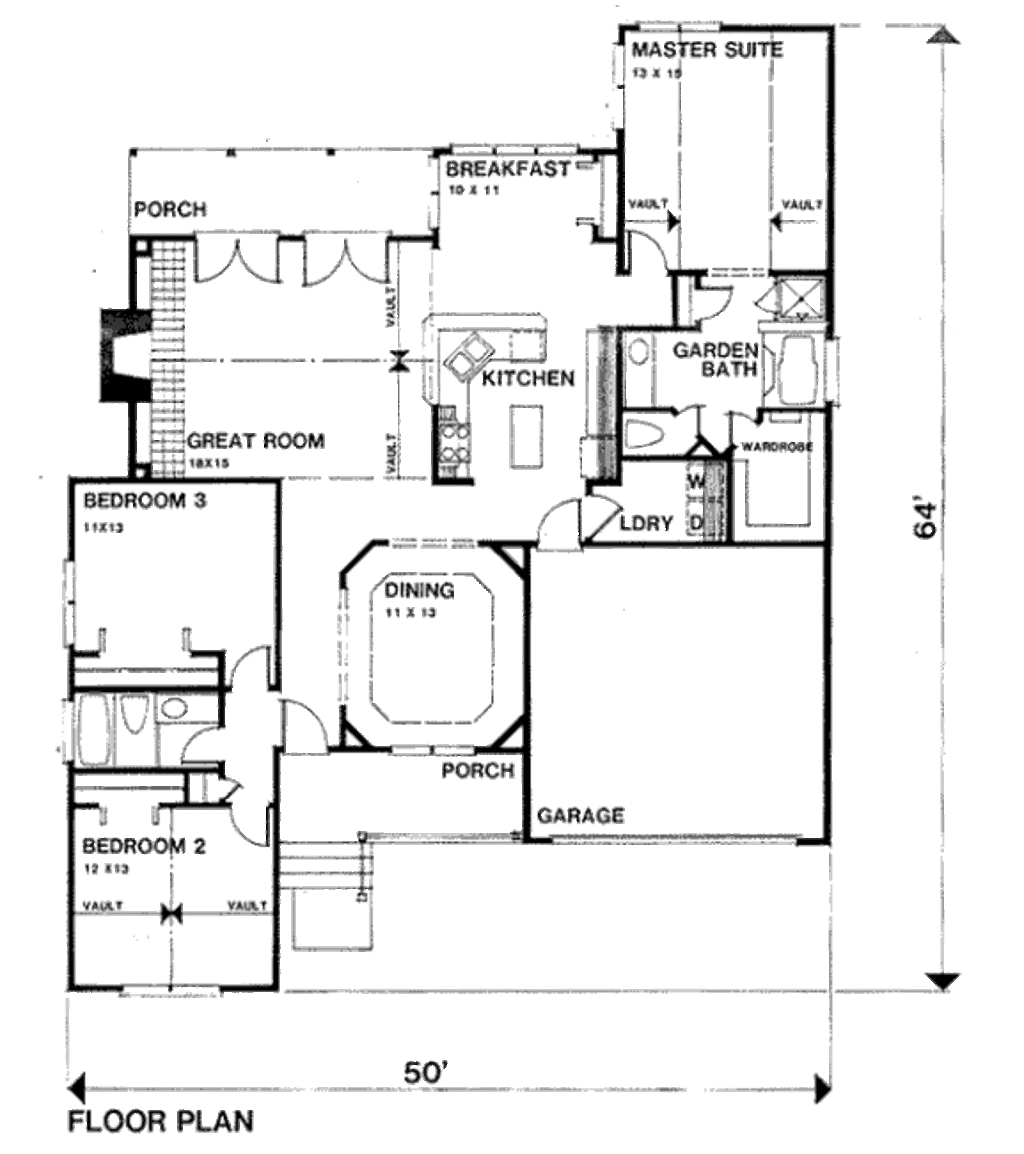 MASTER SUITE
13 X 15
VAULT
VAULT
BREAKFAST
10 X 11
PORCH
VAULT
GARDEN
BATH
KITCHEN
GREAT ROOM
18X15
VAULT
WARDROBE
W
D
LDRY
BEDROOM 3
11X13
DINING
11 X 13
64'
PORCH
GARAGE
BEDROOM 2
12 X13
VAULT
VAULT
50'
FLOOR PLAN